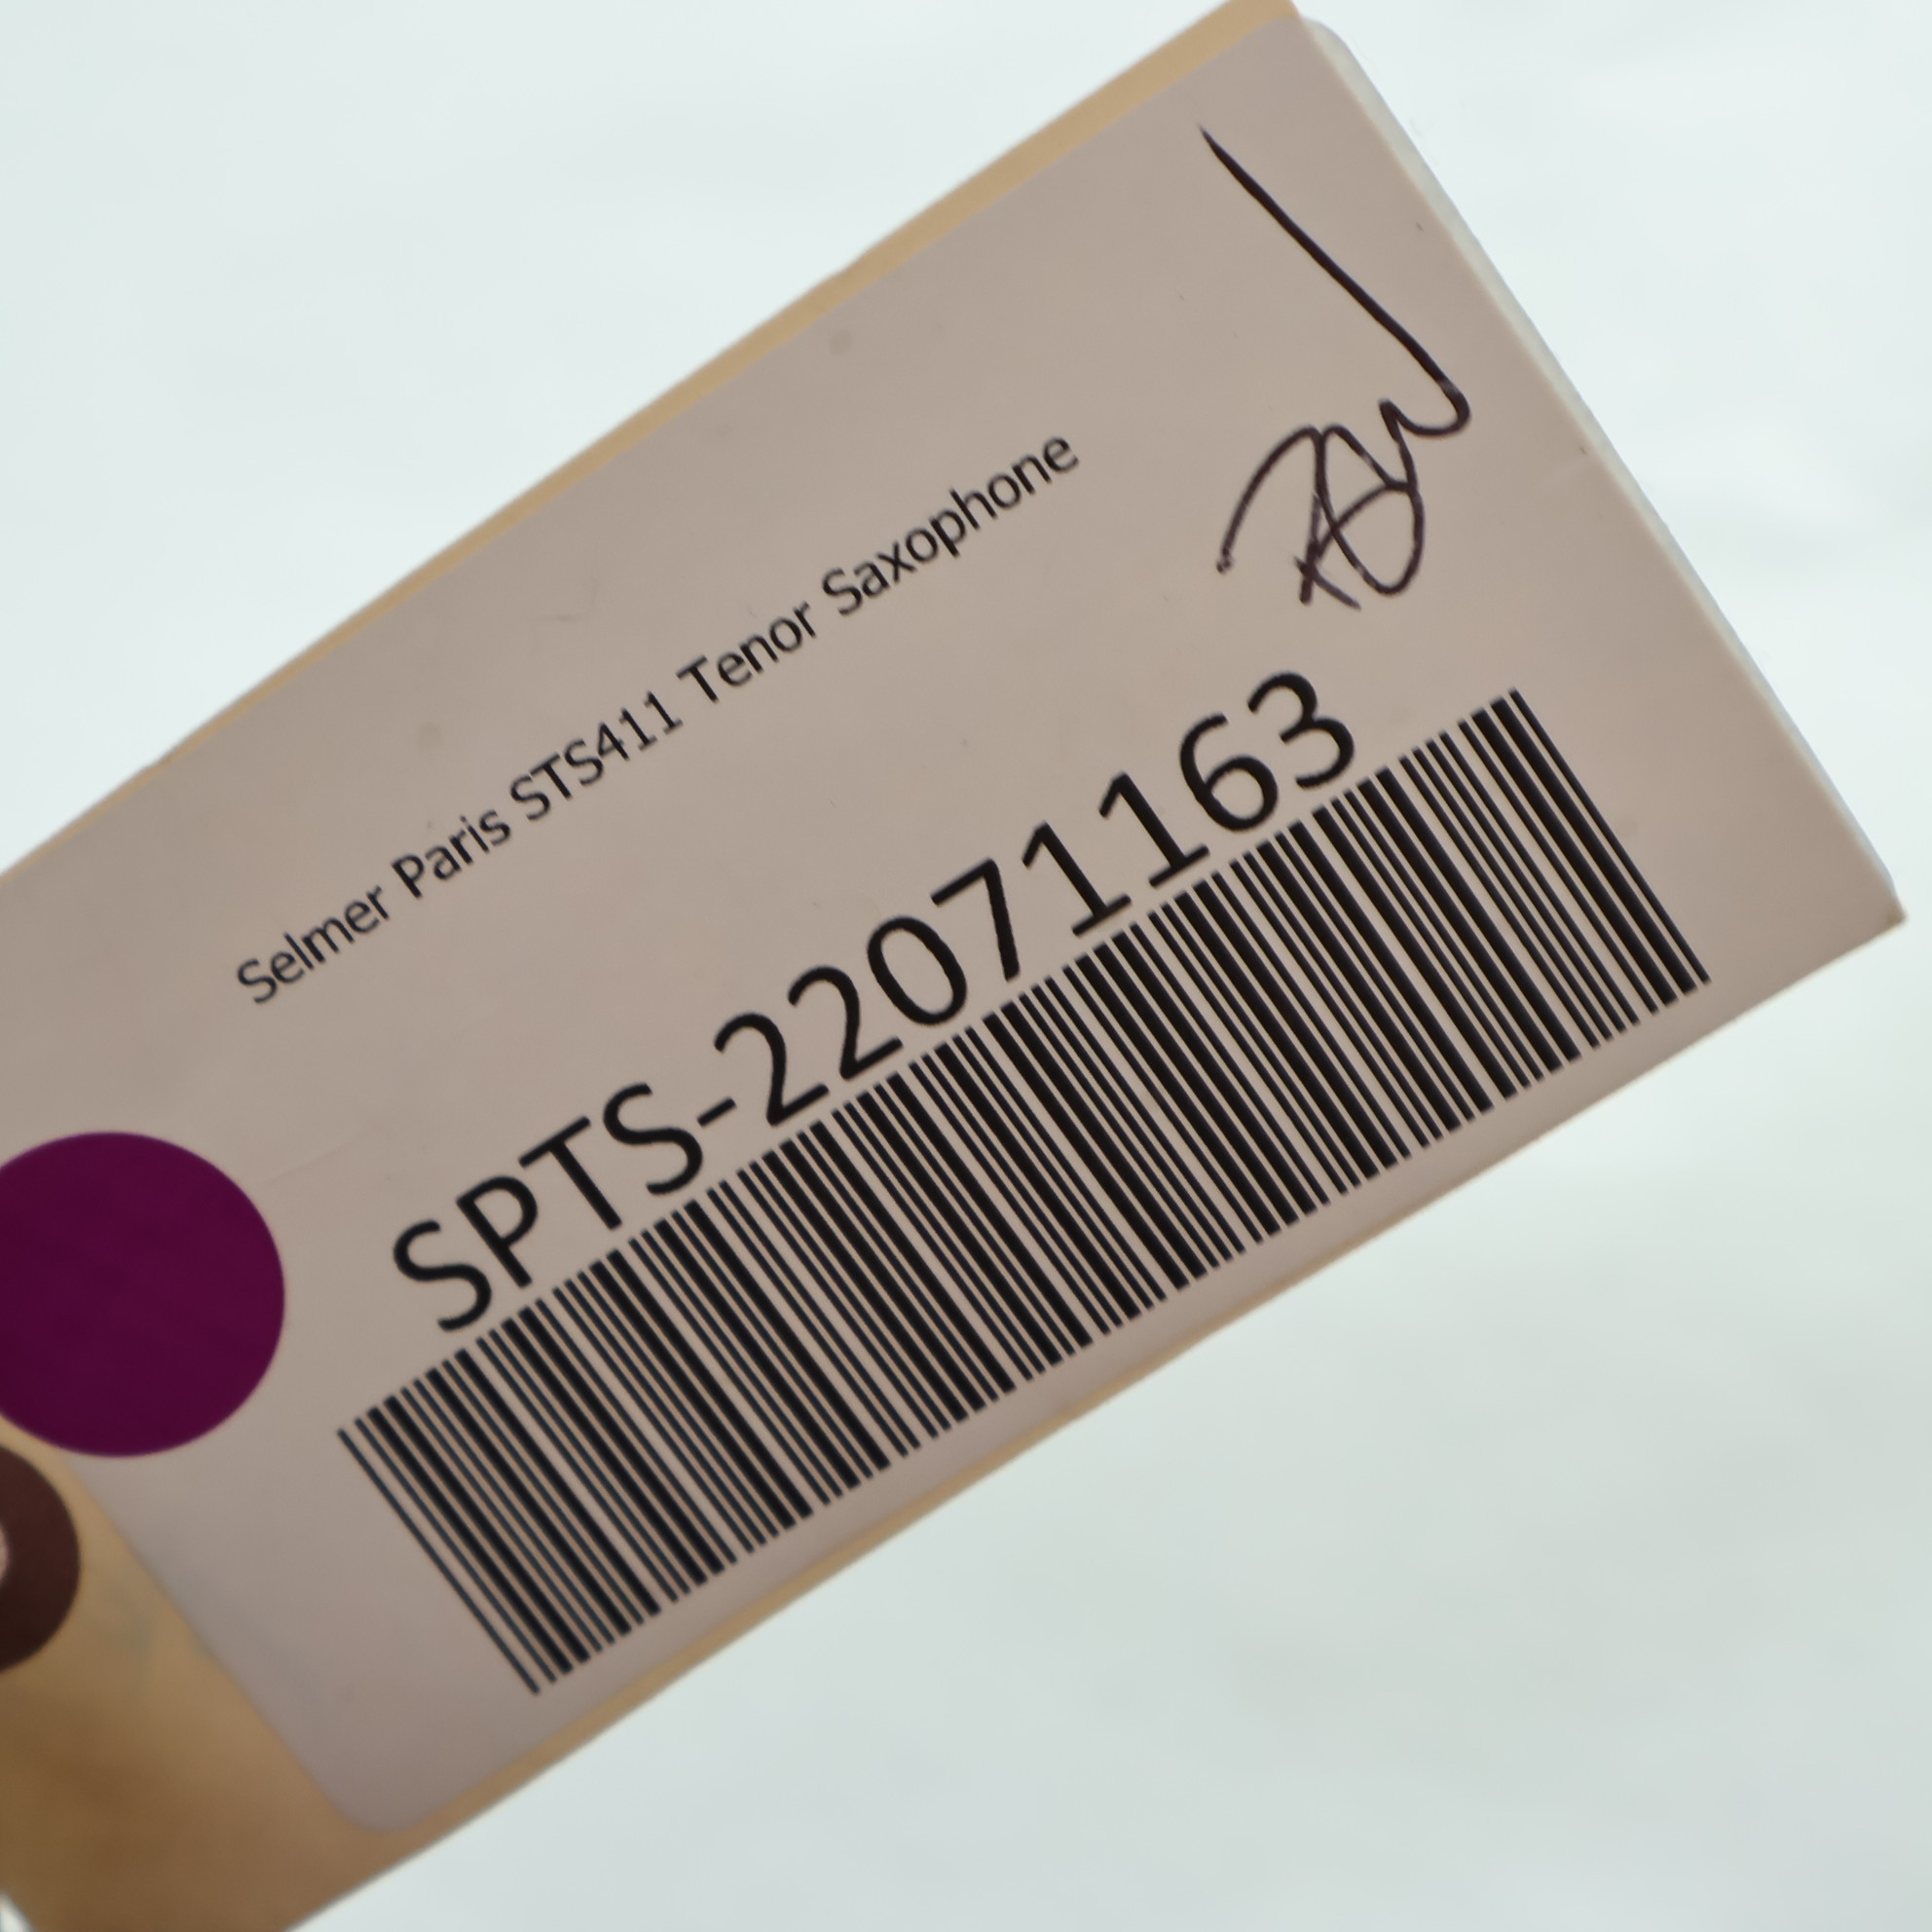 Selmer Paris STS411 Tenor Saxophone
SPTS-22071163